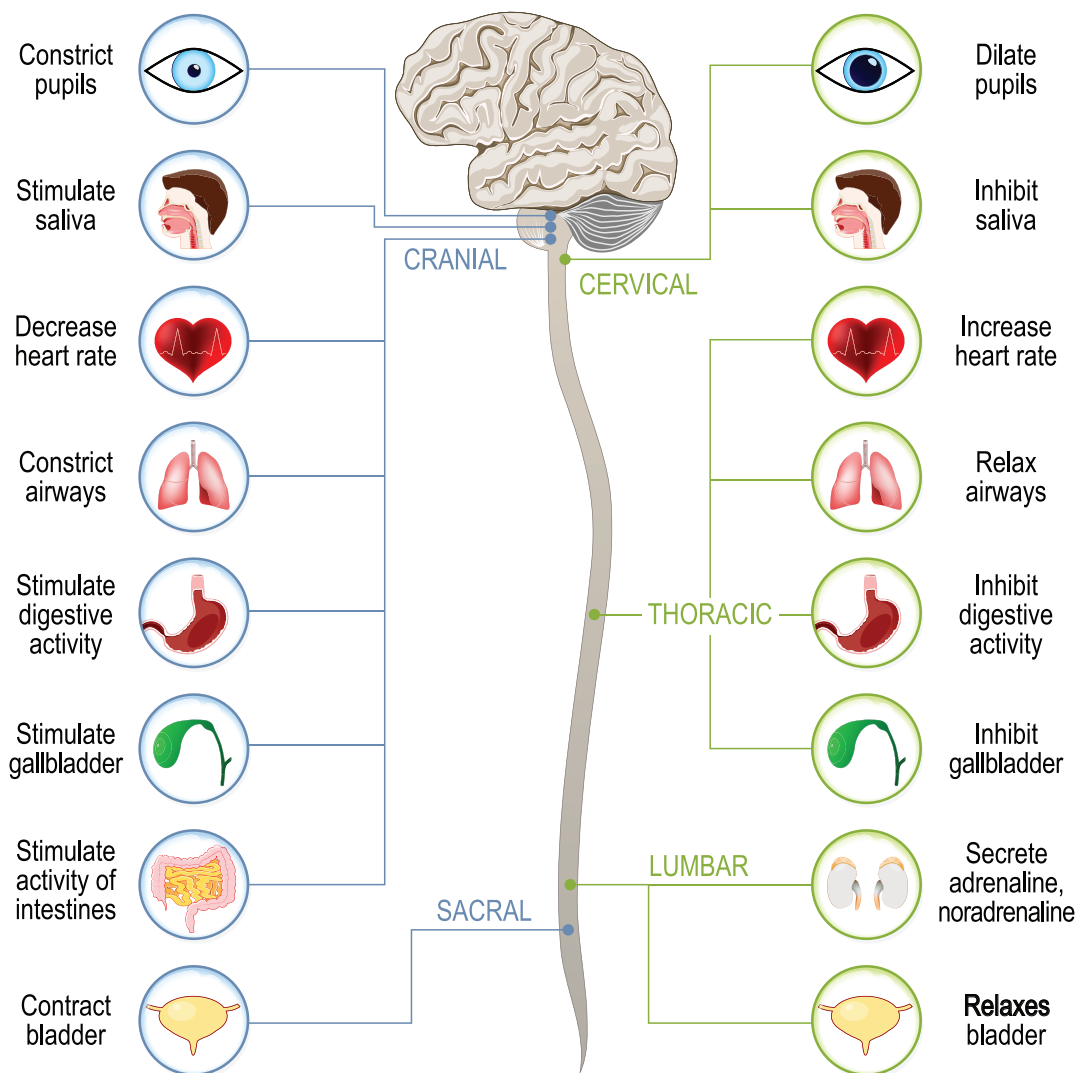 Constrict
pupils
Stimulate
saliva
Decrease
heart rate
Constrict
airways
Stimulate
digestive
activity
Stimulate
gallbladder
Stimulate
activity of
intestines
Contract
bladder
CRANIAL
SACRAL
CERVICAL
THORACIC
LUMBAR
Dilate
pupils
Inhibit
saliva
Increase
heart rate
Relax
airways
Inhibit
digestive
activity
Inhibit
gallbladder
Secrete
adrenaline,
noradrenaline
Relaxes
bladder